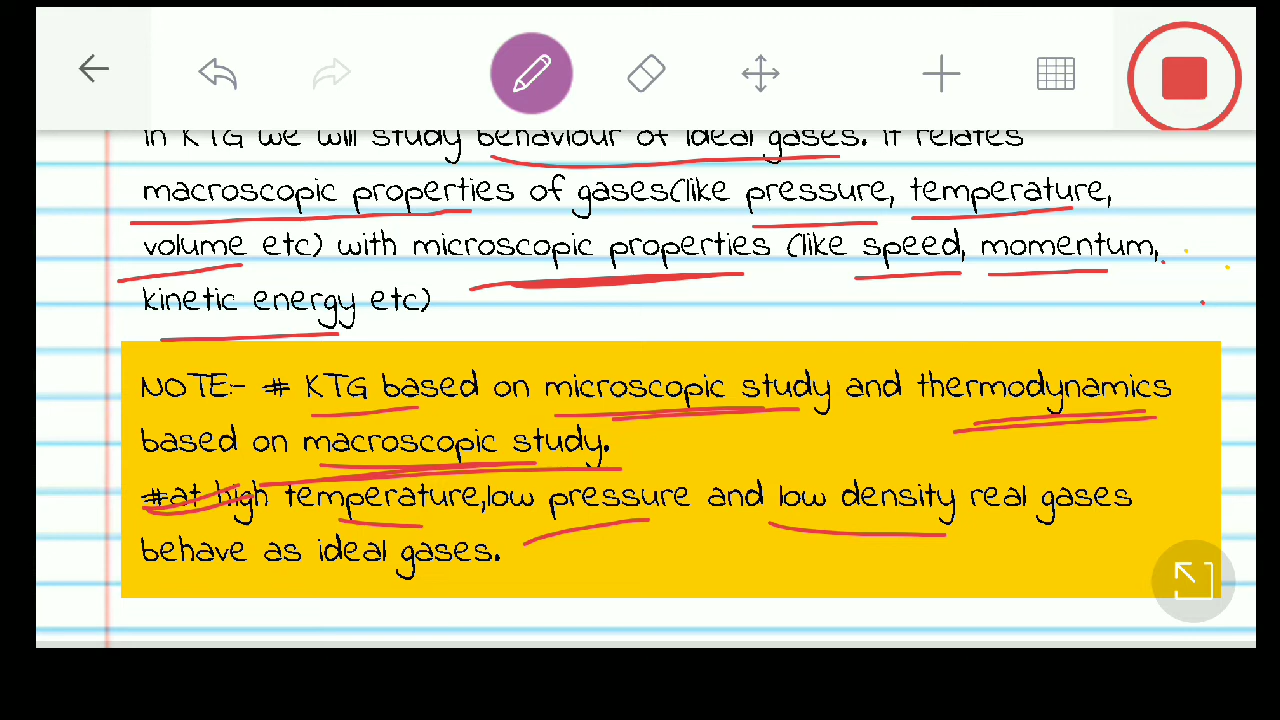 In KTG we will study behaviour of ideal gases. It relates
macroscopic properties of gases(like pressure, temperature,
volume etc) with microscopic properties (like speed, momentum,
kinetic energy etc)
NOTE:- # KTG based on microscopic study and thermodynamics
based on macroscopic study.
#at high temperature,low pressure and low density real gases
behave as ideal gases.